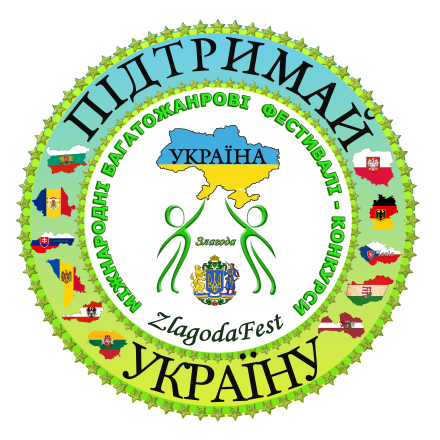 ПІДТРИМАЙ
МІЖНАРОДНІ БАГАТОЖАНРОВІ ФЕСТИВАЛІ - КОНКУРСИ
УКРАЇНА
Злагода
ZlagodaFest
УКРАЇНУ